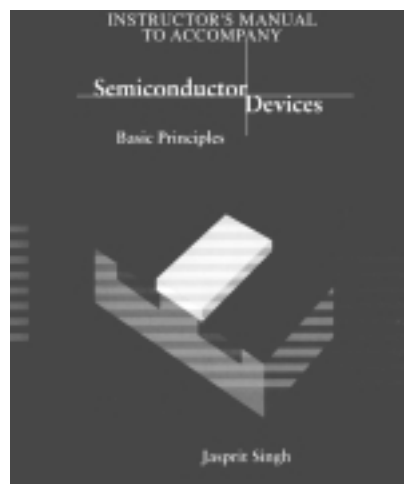 INSTRUCTOR'S MANUAL
TO ACCOMPANY
Semiconductor
Devices
Basic Principles
Jasprit Singh